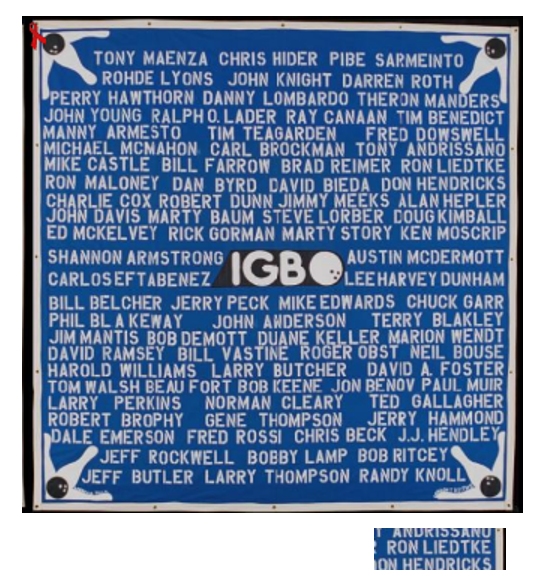 TONY MAENZA CHRIS HIDER PIBE SARMEINTO
ROHDE LYONS JOHN KNIGHT DARREN ROTH
PERRY HAWTHORN DANNY LOMBARDO THERON MANDERS
JOHN YOUNG RALPH O. LADER RAY CANAAN TIM BENEDICT
MANNY ARMESTO TIM TEAGARDEN FRED DOWSWELL
MICHAEL MCMAHON CARL BROCKMAN TONY ANDRISSANO
MIKE CASTLE BILL FARROW BRAD REIMER RON LIEDTKE
RON MALONEY DAN BYRD DAVID BIEDA DON HENDRICKS
CHARLIE COX ROBERT DUNN JIMMY MEEKS ALAN HEPLER
JOHN DAVIS MARTY BAUM STEVE LORBER DOUG KIMBALL
ED MCKELVEY RICK GORMAN MARTY STORY KEN MOSCRIP
SHANNON ARMSTRONG IGBO AUSTIN MCDERMOTT
CARLOS EFTABENEZ LEE HARVEY DUNHAM
BILL BELCHER JERRY PECK MIKE EDWARDS CHUCK GARR
PHIL BLAKEWAY JOHN ANDERSON TERRY BLAKLEY
JIM MANTIS BOB DEMOTT DUANE KELLER MARION WENDT
DAVID RAMSEY BILL VASTINE ROGER OBST NEIL BOUSE
HAROLD WILLIAMS LARRY BUTCHER DAVID A. FOSTER
TOM WALSH BEAU FORT BOB KEENE JON BENOV PAUL MUIR
LARRY PERKINS NORMAN CLEARY TED GALLAGHER
ROBERT BROPHY GENE THOMPSON JERRY HAMMOND
DALE EMERSON FRED ROSSI CHRIS BECK J.J. HENDLEY
JEFF ROCKWELL BOBBY LAMP BOB RITCEY
JEFF BUTLER LARRY THOMPSON RANDY KNOLL
ANDRISSANO
RON LIEDTKE
HENDRICKS